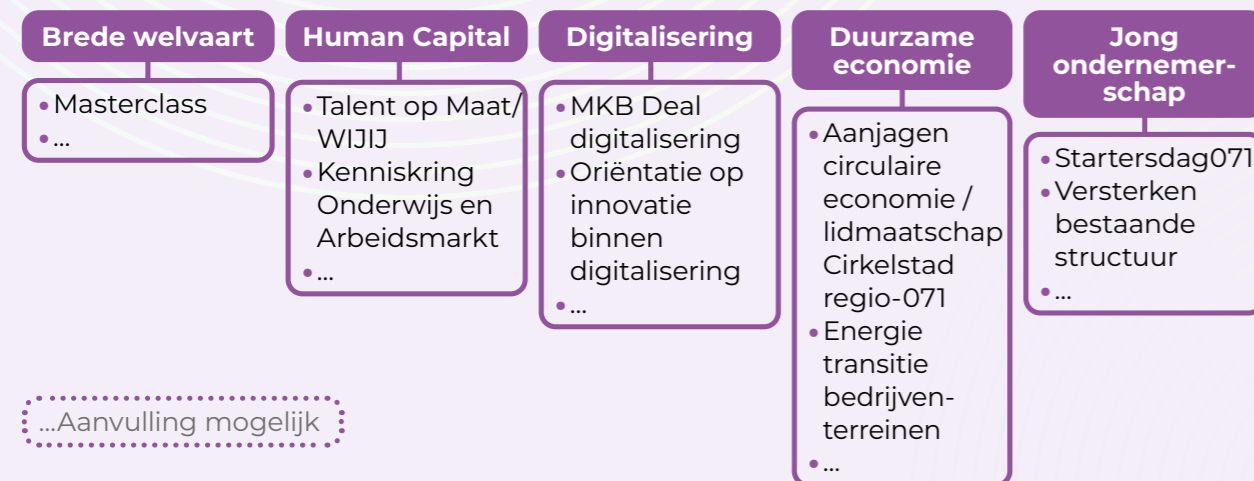 Brede welvaart
• Masterclass
• ...
Human Capital
• Talent op Maat/
WIJIJ
• Kenniskring
Onderwijs en
Arbeidsmarkt
• ...
Digitalisering
• MKB Deal
digitalisering
• Oriëntatie op
innovatie
binnen
digitalisering
• ...
Duurzame
economie
• Aanjagen
circulaire
economie /
lidmaatschap
Cirkelstad
regio-071
• Energie
transitie
bedrijven-
terreinen
• ...
Jong
ondernemer-
schap
• Startersdag071
• Versterken
bestaande
structuur
• ...
...Aanvulling mogelijk